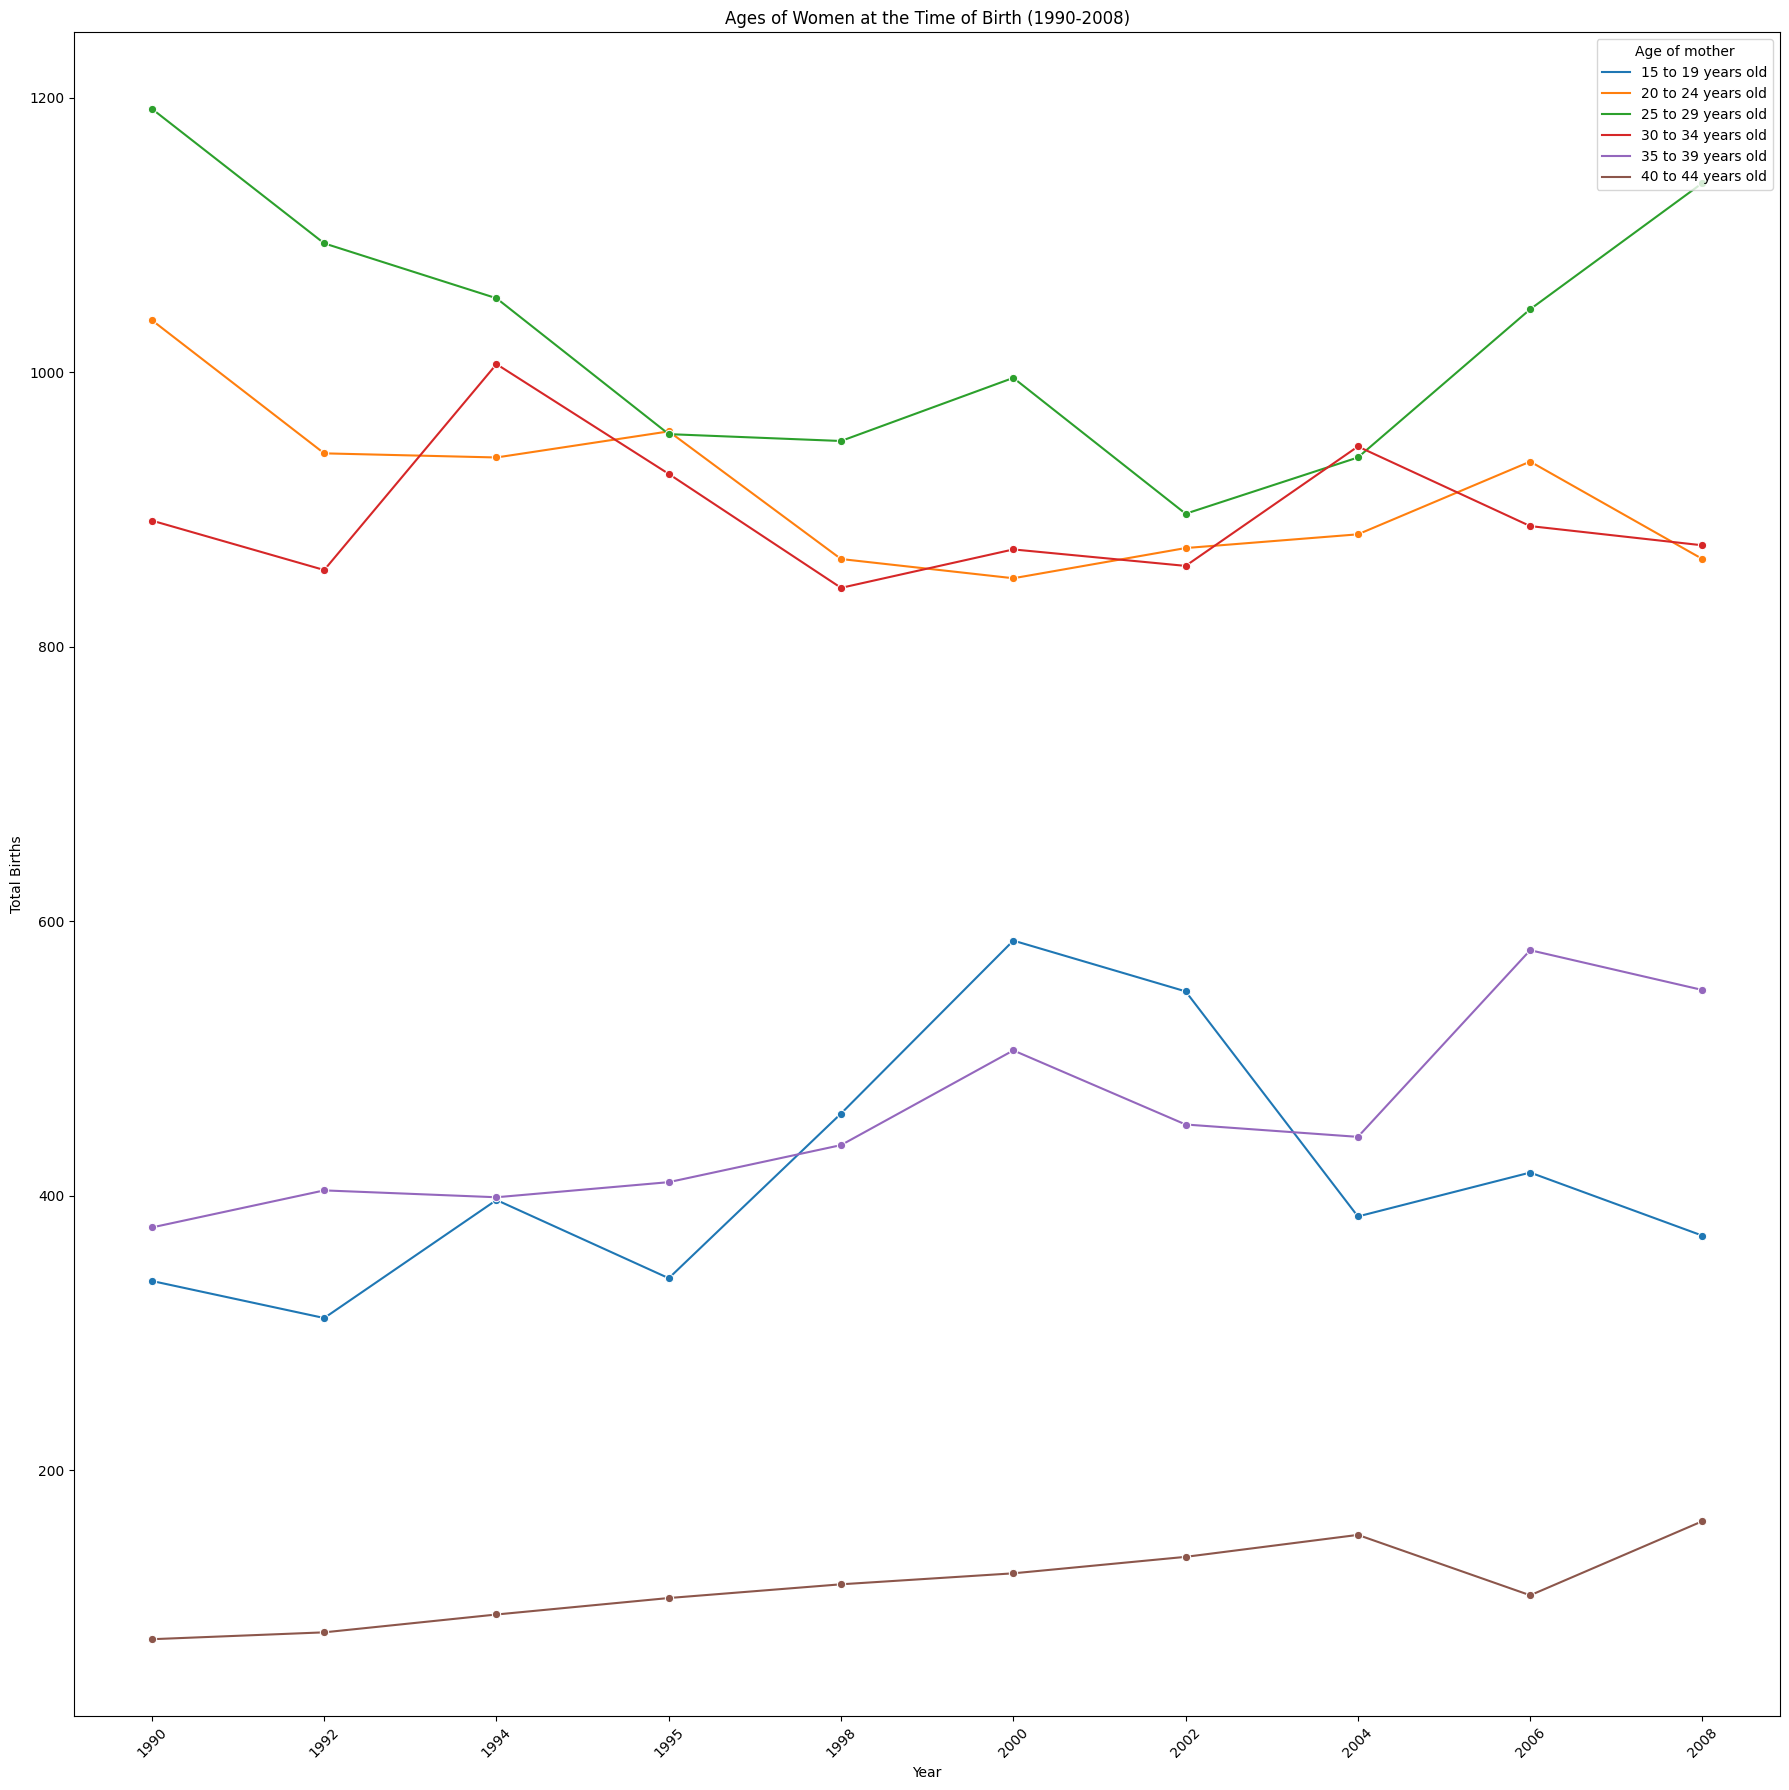 Ages of Women at the Time of Birth (1990-2008)
Age of mother
15 to 19 years old
20 to 24 years old
25 to 29 years old
30 to 34 years old
35 to 39 years old
40 to 44 years old
1200
1000
800
600
400
200
Total Births
1990
1992
1994
1995
1998
2000
2002
2004
2006
2008
Year